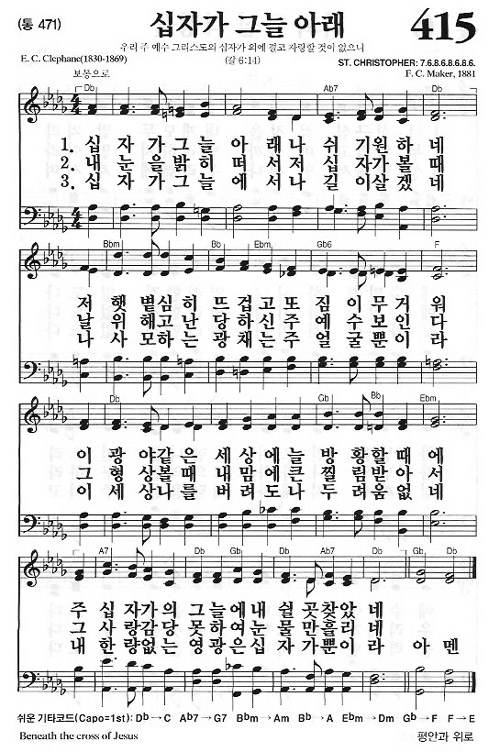 (통 471)
십자가 그늘 아래
415
우리 주 예수 그리스도의 십자가 외에 결코 자랑할 것이 없으니
(갈 6:14)
E. C. Clephane(1830-1869)
ST. CHRISTOPHER: 7.6.8.6.8.6.8.6.
보통으로
F. C. Maker, 1881
Db Ab7 Db
1. 십 자 가 그 늘 아 래 나 쉬 기 원 하 네
2. 내 눈 을 밝 히 떠 서 저 십 자 가 볼 때
3. 십 자 가 그 늘 에 서 나 길 이 살 겠 네
Bbm Bb Ebm Gb6 F
저 햇 볕 심 히 뜨 겁 고 또 짐 이 무 거 워
날 위 해 고 난 당 하 신 주 예 수 보 인 다
나 사 모 하 는 광 채 는 주 얼 굴 뿐 이 라
Db Bb Ebm
이 광 야 같 은 세 상 에 늘 방 황 할 때 에
그 형 상 볼 때 내 맘 에 큰 찔 림 받 아 서
이 세 상 나 를 버 려 도 나 두 려 움 없 네
A7 Db Gb Ab7 Db Gb Db
주 십 자 가 의 그 늘 에 내 쉴 곳 찾 았 네
그 사 랑 감 당 못 하 여 눈 물 만 흘 리 네
내 한 량 없 는 영 광 은 십 자 가 뿐 이 라 아 멘
쉬운 기타코드(Capo=1st): Db→C Ab7→G7 Bbm→Am Bb→A Ebm→Dm Gb→F F→E
Beneath the cross of Jesus
평안과 위로